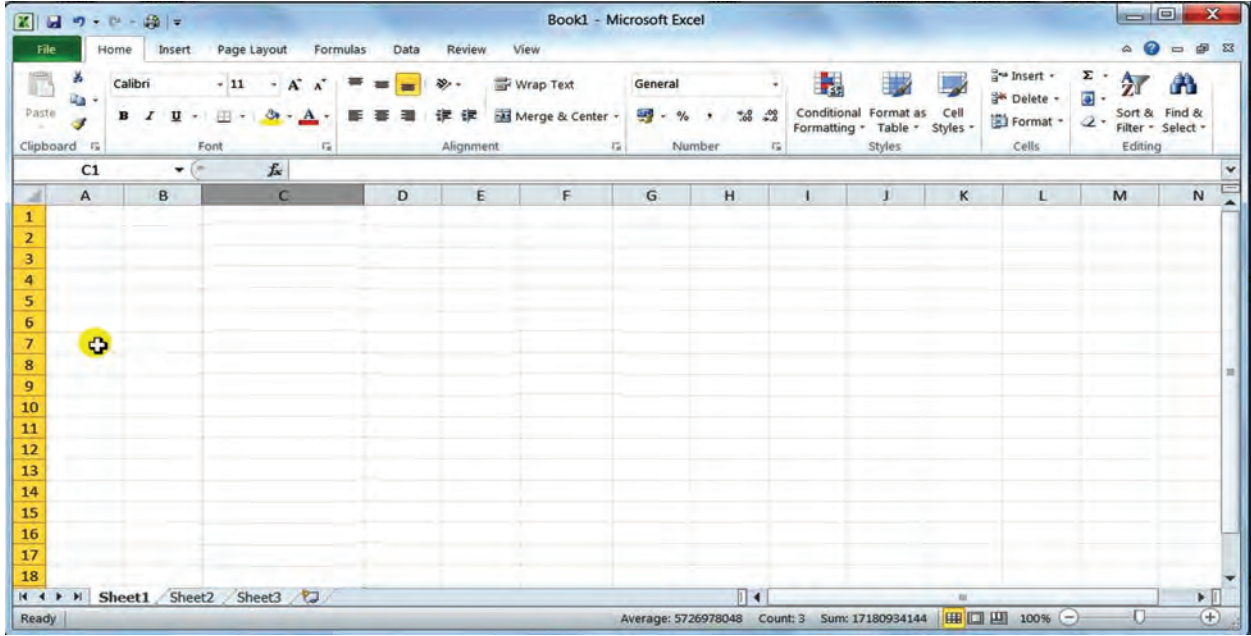 Book1 - Microsoft Excel
File Home Insert Page Layout Formulas Data Review View
Calibri 11 A A Wrap Text General Insert Σ
Paste Delete
B I U A Merge & Center $ % , .0 .00 Conditional Formatting Format as Table Cell Styles Format Sort & Filter Find & Select
Clipboard Font Alignment Number Styles Cells Editing
C1 fx
A B C D E F G H I J K L M N
1
2
3
4
5
6
7
8
9
10
11
12
13
14
15
16
17
18
Sheet1 Sheet2 Sheet3
Ready Average: 5726978048 Count: 3 Sum: 17180934144 100%